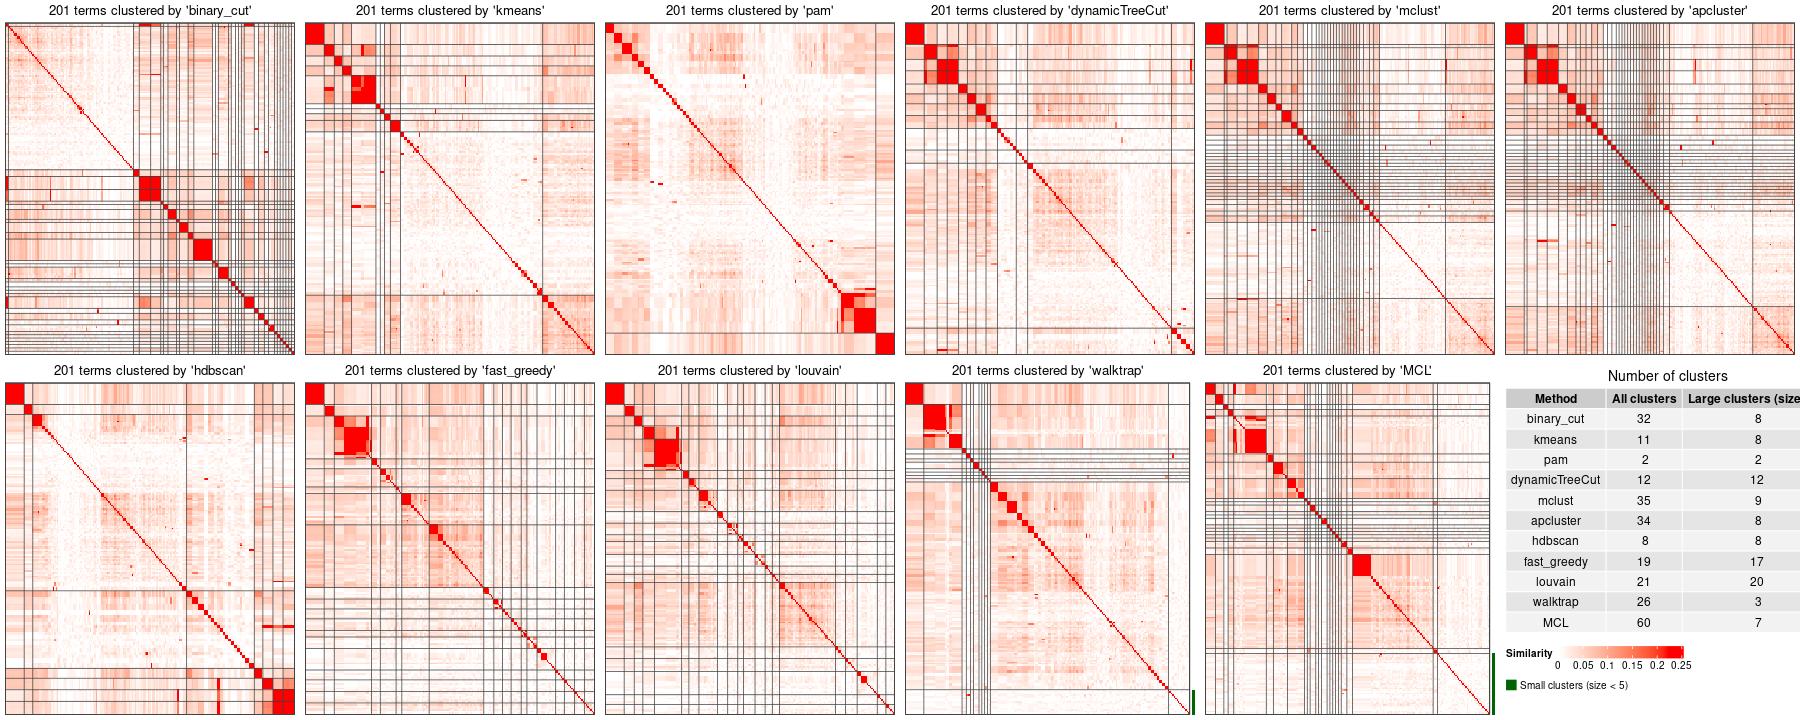 201 terms clustered by 'binary_cut'
201 terms clustered by 'kmeans'
201 terms clustered by 'pam'
201 terms clustered by 'dynamicTreeCut'
201 terms clustered by 'mclust'
201 terms clustered by 'apcluster'
201 terms clustered by 'hdbscan'
201 terms clustered by 'fast_greedy'
201 terms clustered by 'louvain'
201 terms clustered by 'walktrap'
201 terms clustered by 'MCL'
Number of clusters
Method All clusters Large clusters (size
binary_cut 32 8
kmeans 11 8
pam 2 2
dynamicTreeCut 12 12
mclust 35 9
apcluster 34 8
hdbscan 8 8
fast_greedy 19 17
louvain 21 20
walktrap 26 3
MCL 60 7
Similarity
0 0.05 0.1 0.15 0.2 0.25
Small clusters (size < 5)